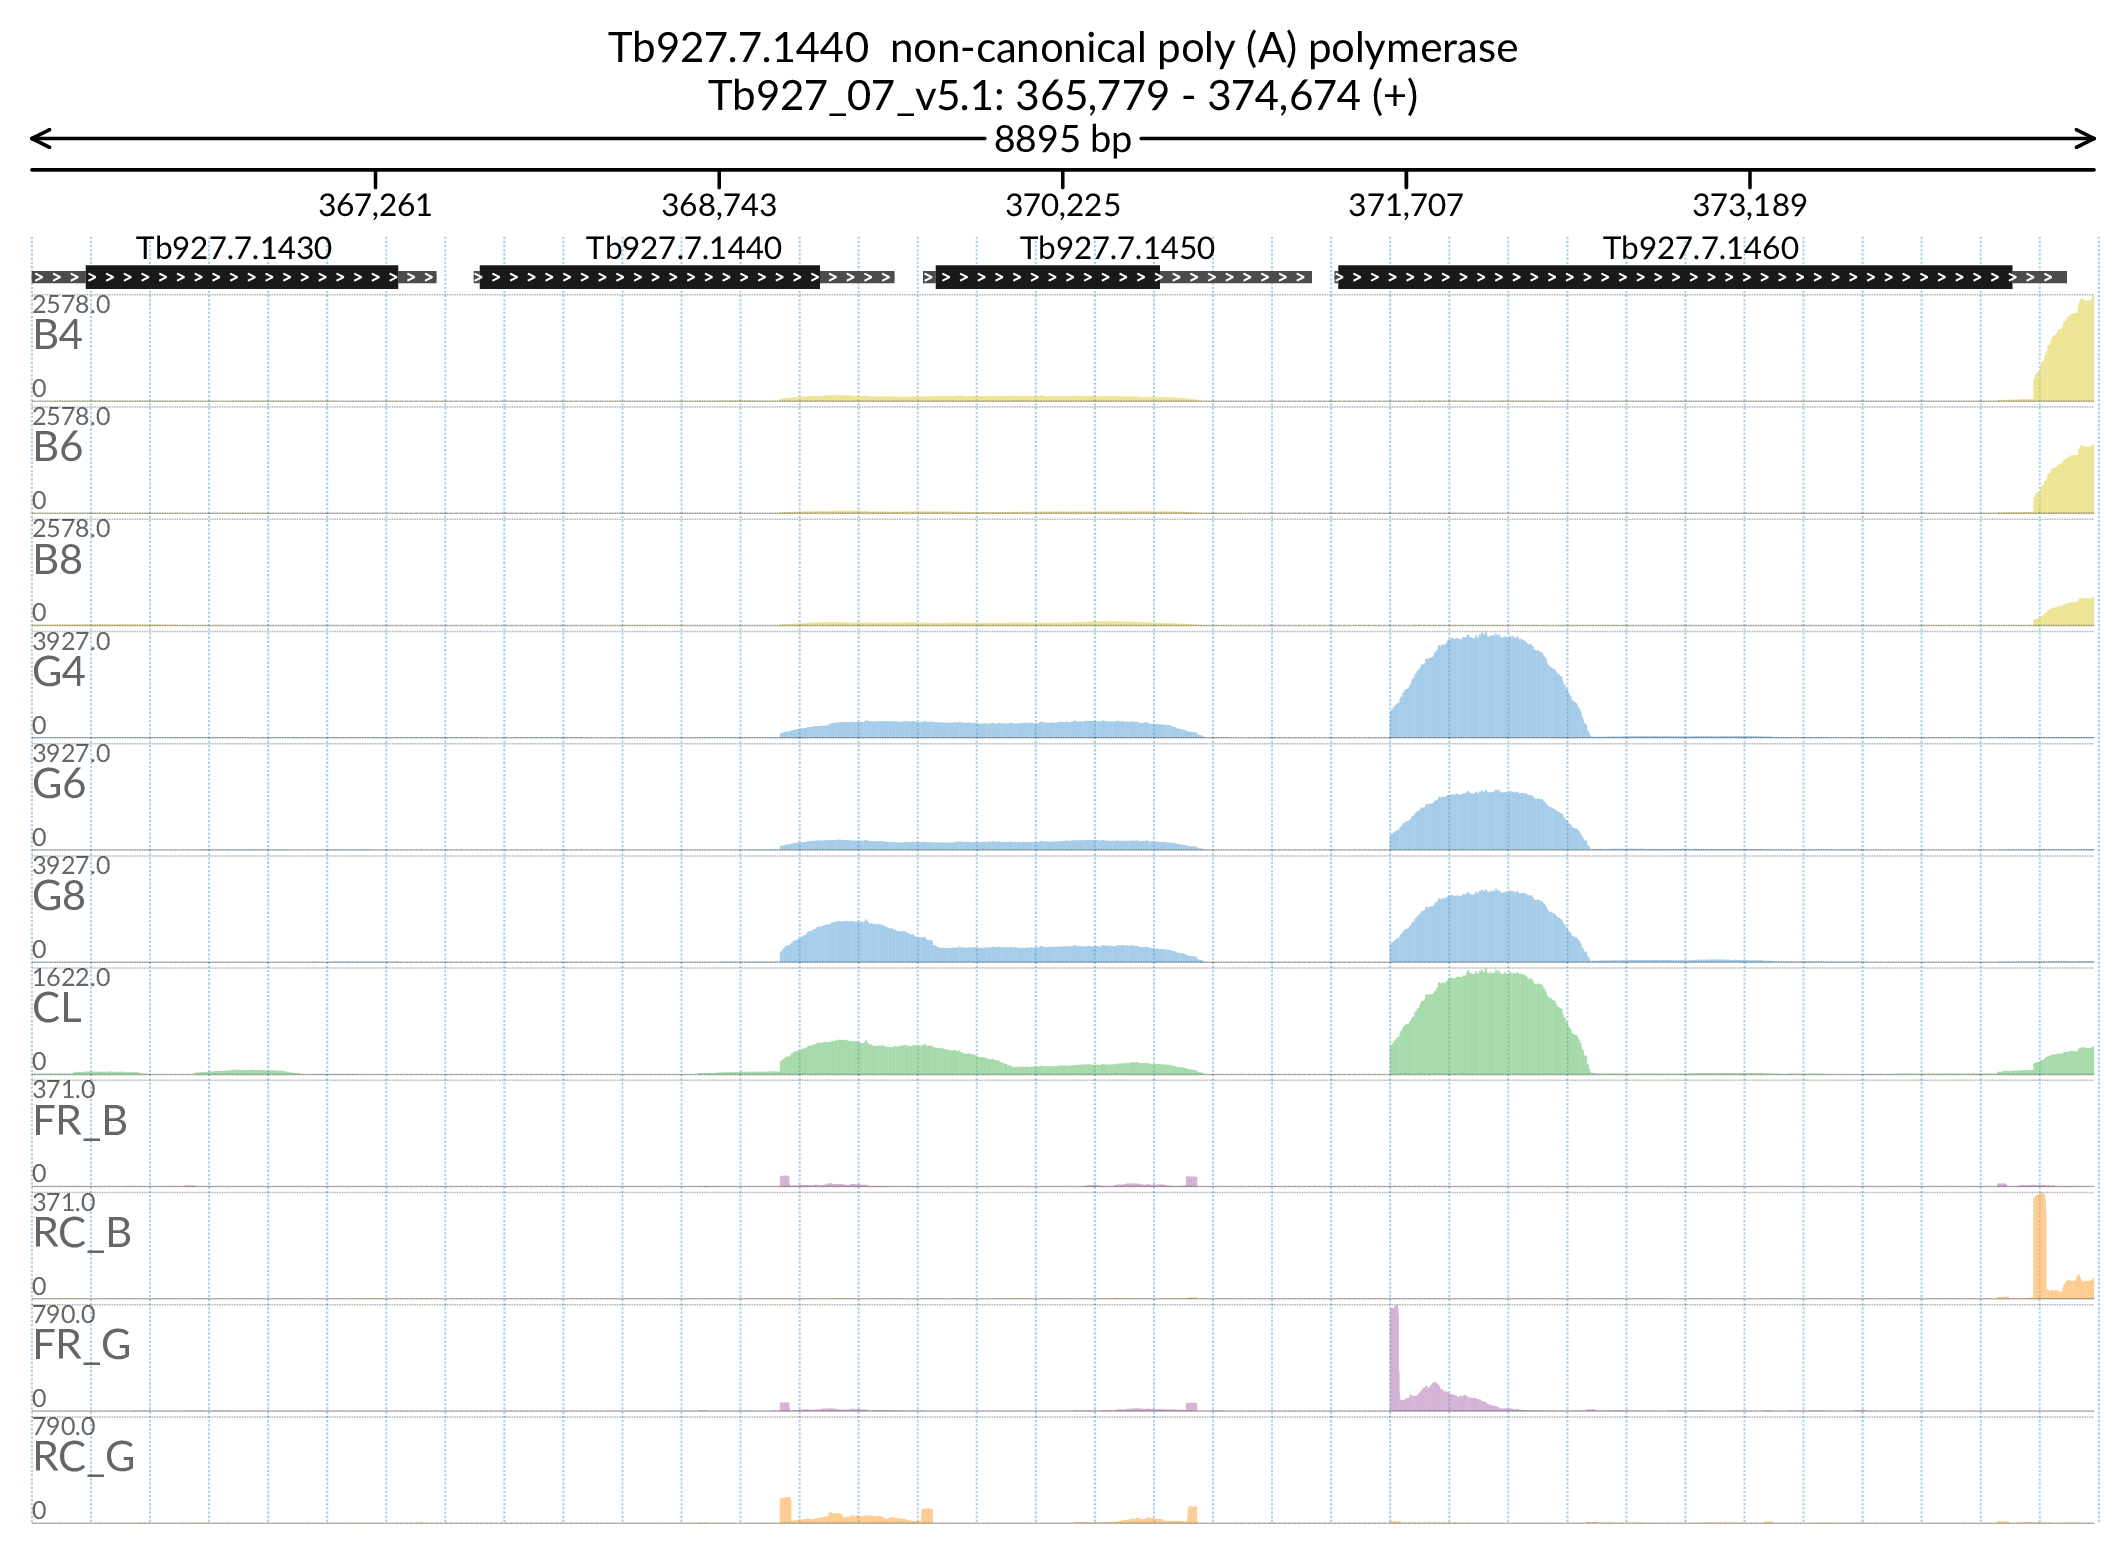 Tb927.7.1440  non-canonical poly (A) polymerase
Tb927_07_v5.1: 365,779 - 374,674 (+)
8895 bp
367,261 368,743 370,225 371,707 373,189
Tb927.7.1430 Tb927.7.1440 Tb927.7.1450 Tb927.7.1460
2578.0
B4
0
2578.0
B6
0
2578.0
B8
0
3927.0
G4
0
3927.0
G6
0
3927.0
G8
0
1622.0
CL
0
371.0
FR_B
0
371.0
RC_B
0
790.0
FR_G
0
790.0
RC_G
0